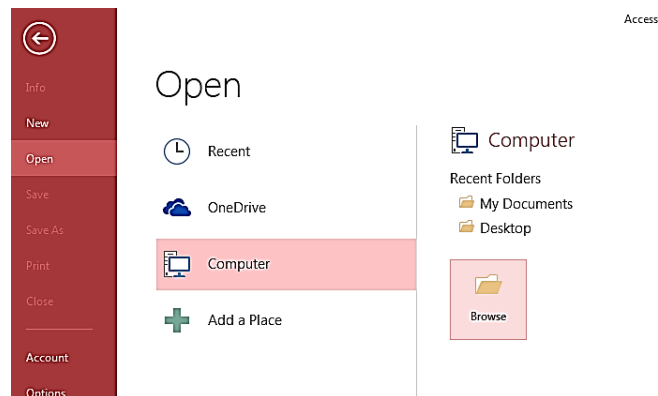 Access
Info
New
Open
Save
Save As
Print
Close
Account
Options
Open
Recent
OneDrive
Computer
Add a Place
Computer
Recent Folders
My Documents
Desktop
Browse